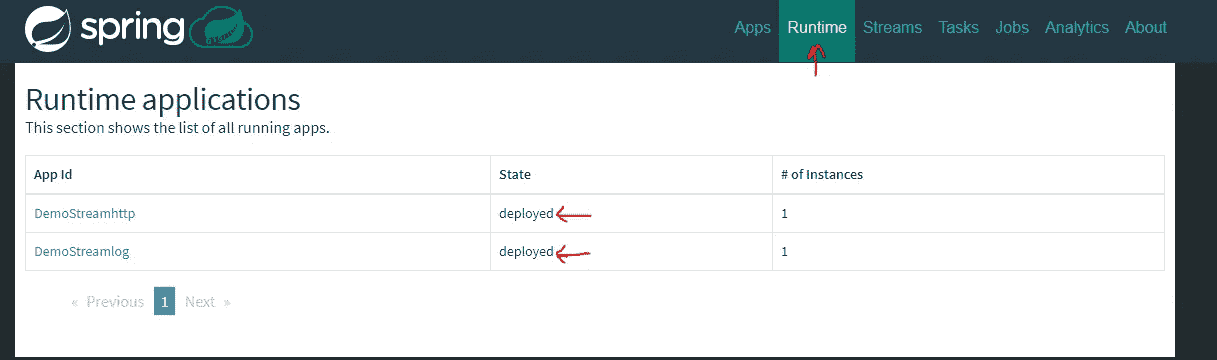 spring Apps Runtime Streams Tasks Jobs Analytics About
Runtime applications
This section shows the list of all running apps.
App Id State # of Instances
DemoStreamhttp deployed 1
DemoStreamlog deployed 1
« Previous 1 Next »